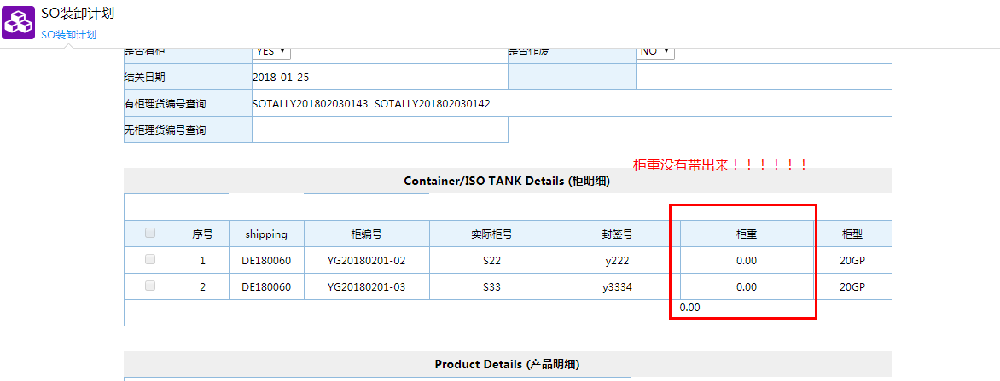 SO装卸计划
SO装卸计划
是否有柜 YES 是否作废 NO
结关日期 2018-01-25
有柜理货编号查询 SOTALLY201802030143 SOTALLY201802030142
无柜理货编号查询
柜重没有带出来！！！！！！
Container/ISO TANK Details (柜明细)
序号 shipping 柜编号 实际柜号 封签号 柜重 柜型
1 DE180060 YG20180201-02 S22 y222 0.00 20GP
2 DE180060 YG20180201-03 S33 y3334 0.00 20GP
0.00
Product Details (产品明细)